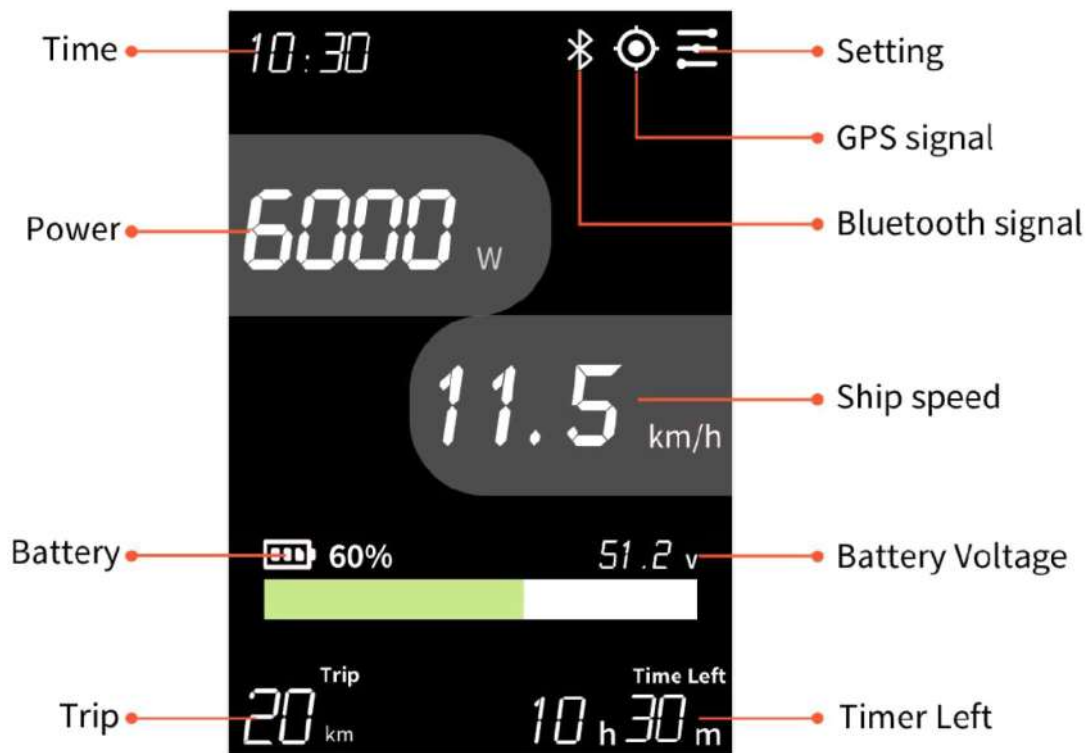 Time
10:30
Setting
GPS signal
Bluetooth signal
Power
6000 W
11.5 km/h
Ship speed
Battery
60%
51.2 v
Battery Voltage
Trip
Time Left
Trip
20 km
10 h 30 m
Timer Left